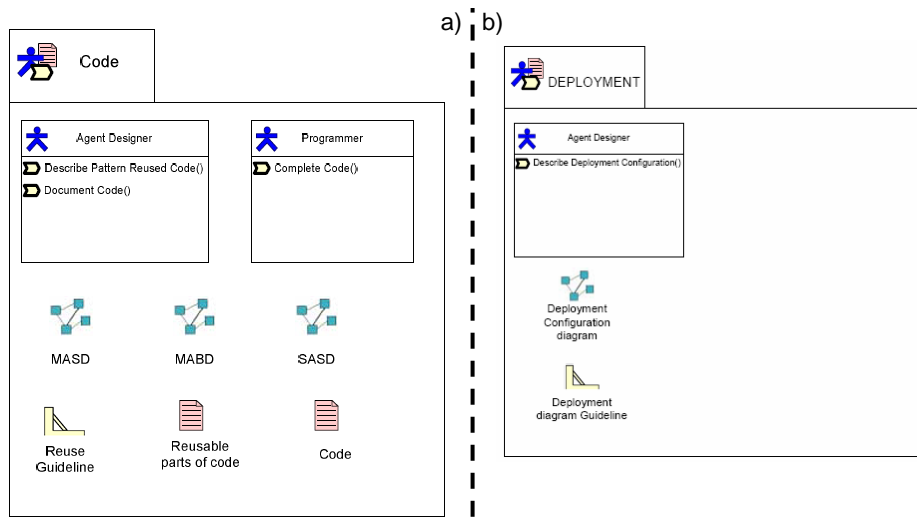 a)
b)
Code
Agent Designer
Describe Pattern Reused Code()
Document Code()
Programmer
Complete Code()
MASD
MABD
SASD
Reuse
Guideline
Reusable
parts of code
Code
DEPLOYMENT
Agent Designer
Describe Deployment Configuration()
Deployment
Configuration
diagram
Deployment
diagram Guideline